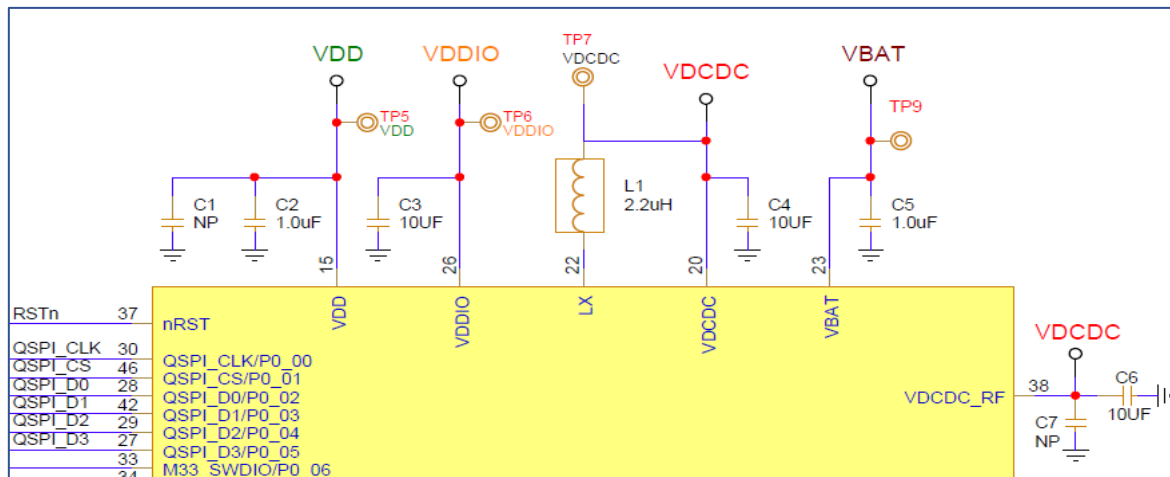 TP7
VDCDC
VDD
VDDIO
VDCDC
VBAT
TP5
VDD
TP6
VDDIO
TP9
C1
NP
C2
1.0uF
C3
10UF
L1
2.2uH
C4
10UF
C5
1.0uF
15
26
22
20
23
VDD
VDDIO
LX
VDCDC
VBAT
RSTn
37
nRST
QSPI_CLK
30
QSPI_CLK/P0_00
QSPI_CS
46
QSPI_CS/P0_01
QSPI_D0
28
QSPI_D0/P0_02
QSPI_D1
42
QSPI_D1/P0_03
QSPI_D2
29
QSPI_D2/P0_04
QSPI_D3
27
QSPI_D3/P0_05
33
M33_SWDIO/P0_06
34
VDCDC
VDCDC_RF
38
C6
10UF
C7
NP